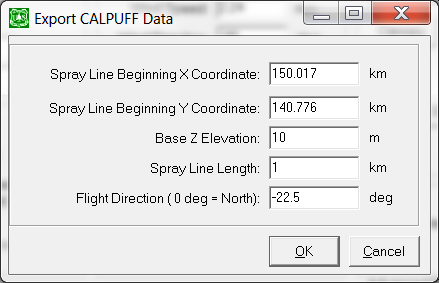 Export CALPUFF Data
Spray Line Beginning X Coordinate: 150.017 km
Spray Line Beginning Y Coordinate: 140.776 km
Base Z Elevation: 10 m
Spray Line Length: 1 km
Flight Direction ( 0 deg = North): -22.5 deg
OK Cancel